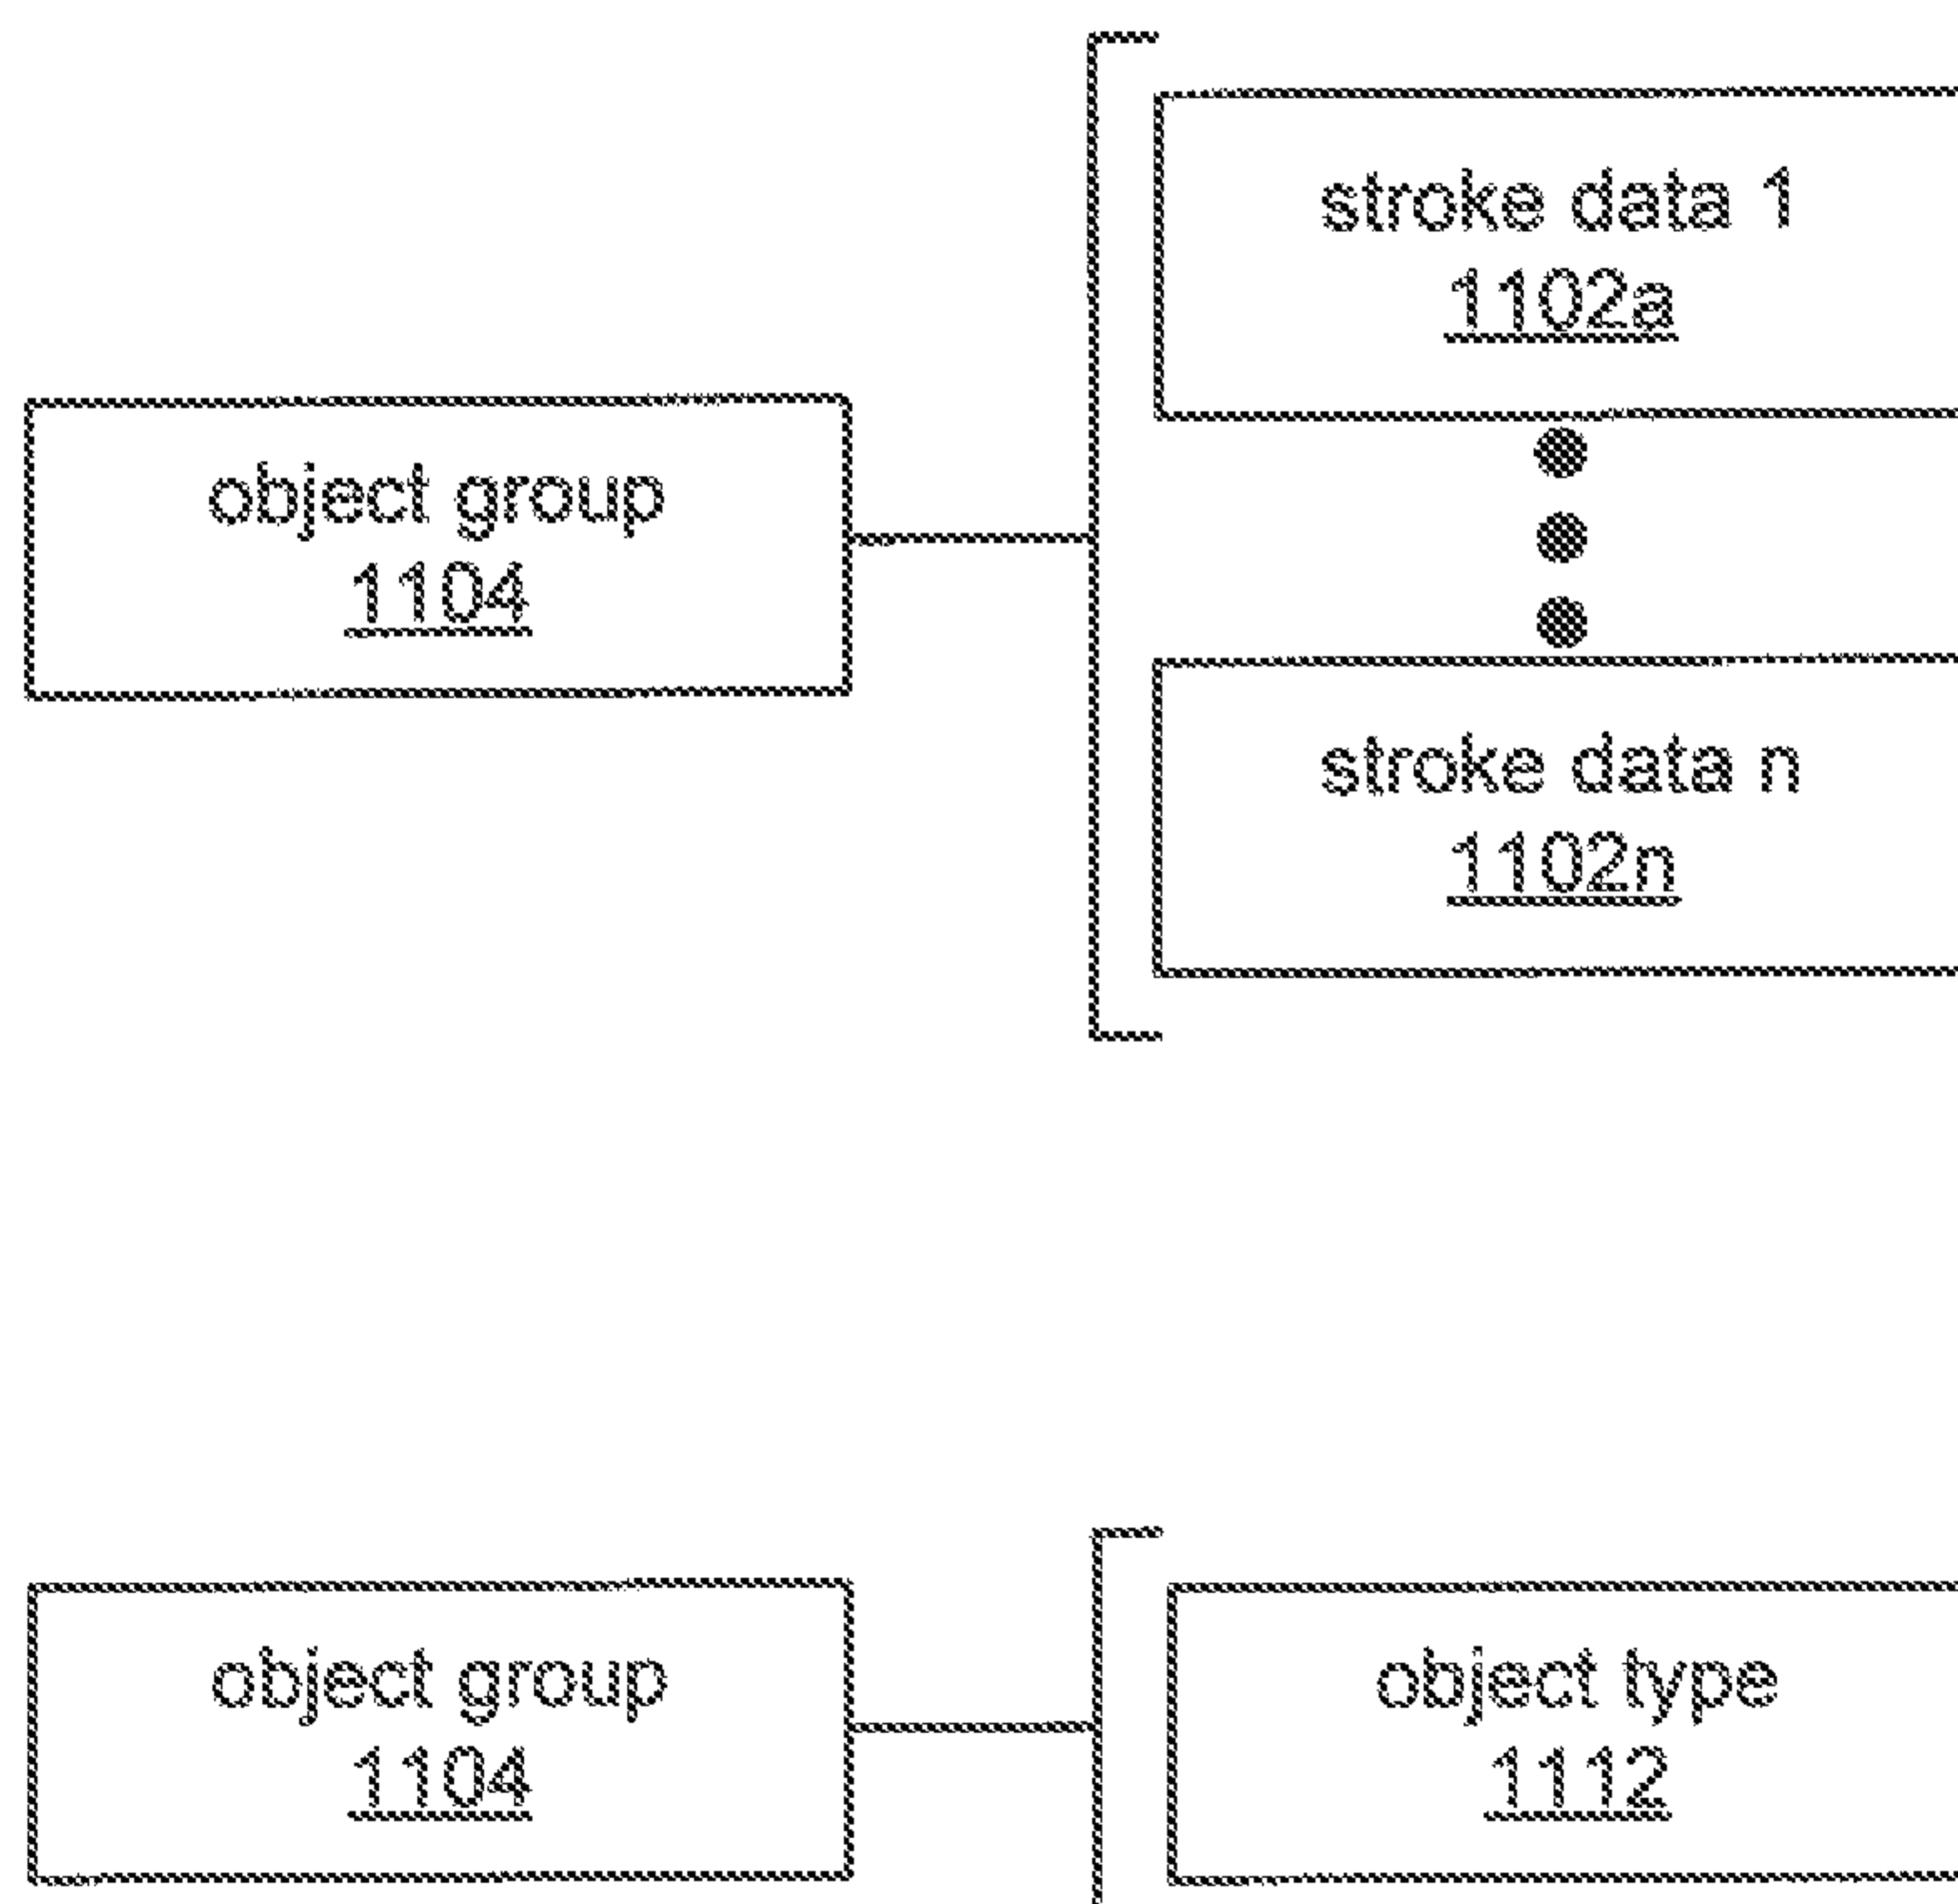 stroke data 1
1102a
object group
1104
stroke data n
1102n
object group
1104
object type
1112